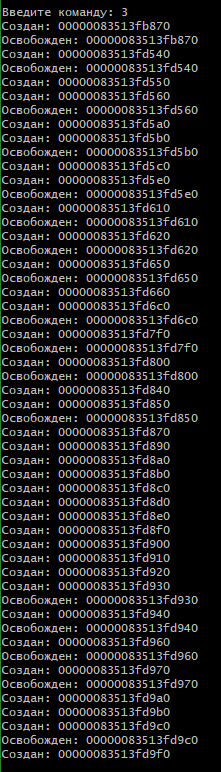 Введите команду: 3
Создан: 00000083513fb870
Освобожден: 00000083513fb870
Создан: 00000083513fd540
Освобожден: 00000083513fd540
Создан: 00000083513fd550
Создан: 00000083513fd560
Освобожден: 00000083513fd560
Создан: 00000083513fd5a0
Создан: 00000083513fd5b0
Освобожден: 00000083513fd5b0
Создан: 00000083513fd5c0
Создан: 00000083513fd5e0
Освобожден: 00000083513fd5e0
Создан: 00000083513fd610
Освобожден: 00000083513fd610
Создан: 00000083513fd620
Освобожден: 00000083513fd620
Создан: 00000083513fd650
Освобожден: 00000083513fd650
Создан: 00000083513fd660
Создан: 00000083513fd6c0
Освобожден: 00000083513fd6c0
Создан: 00000083513fd7f0
Освобожден: 00000083513fd7f0
Создан: 00000083513fd800
Освобожден: 00000083513fd800
Создан: 00000083513fd840
Создан: 00000083513fd850
Освобожден: 00000083513fd850
Создан: 00000083513fd870
Создан: 00000083513fd890
Создан: 00000083513fd8a0
Создан: 00000083513fd8b0
Создан: 00000083513fd8c0
Создан: 00000083513fd8d0
Создан: 00000083513fd8e0
Создан: 00000083513fd8f0
Создан: 00000083513fd900
Создан: 00000083513fd910
Создан: 00000083513fd920
Создан: 00000083513fd930
Освобожден: 00000083513fd930
Создан: 00000083513fd940
Освобожден: 00000083513fd940
Создан: 00000083513fd960
Освобожден: 00000083513fd960
Создан: 00000083513fd970
Освобожден: 00000083513fd970
Создан: 00000083513fd9a0
Создан: 00000083513fd9b0
Создан: 00000083513fd9c0
Освобожден: 00000083513fd9c0
Создан: 00000083513fd9f0